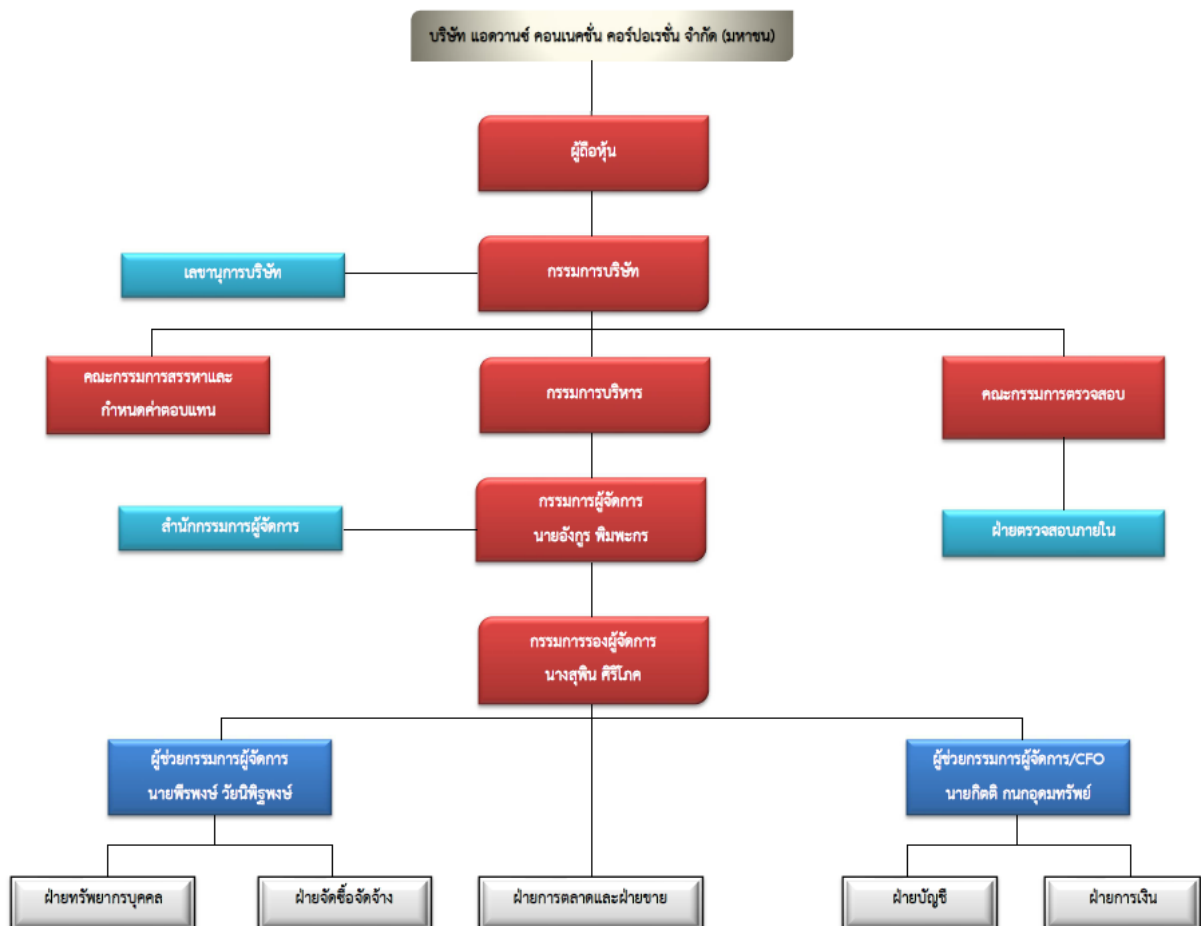 บริษัท แอดวานซ์ คอนเนคชั่น คอร์ปอเรชั่น จำกัด (มหาชน)
ผู้ถือหุ้น
เลขานุการบริษัท
กรรมการบริษัท
คณะกรรมการสรรหาและ
กำหนดค่าตอบแทน
กรรมการบริหาร
คณะกรรมการตรวจสอบ
สำนักกรรมการผู้จัดการ
กรรมการผู้จัดการ
นายอังกูร พิมพะกร
ฝ่ายตรวจสอบภายใน
กรรมการรองผู้จัดการ
นางสุพิน ศิริโภค
ผู้ช่วยกรรมการผู้จัดการ
นายพีรพงษ์ วัยนิพิฐพงษ์
ผู้ช่วยกรรมการผู้จัดการ/CFO
นายกิตติ กนกอุดมทรัพย์
ฝ่ายทรัพยากรบุคคล
ฝ่ายจัดซื้อจัดจ้าง
ฝ่ายการตลาดและฝ่ายขาย
ฝ่ายบัญชี
ฝ่ายการเงิน